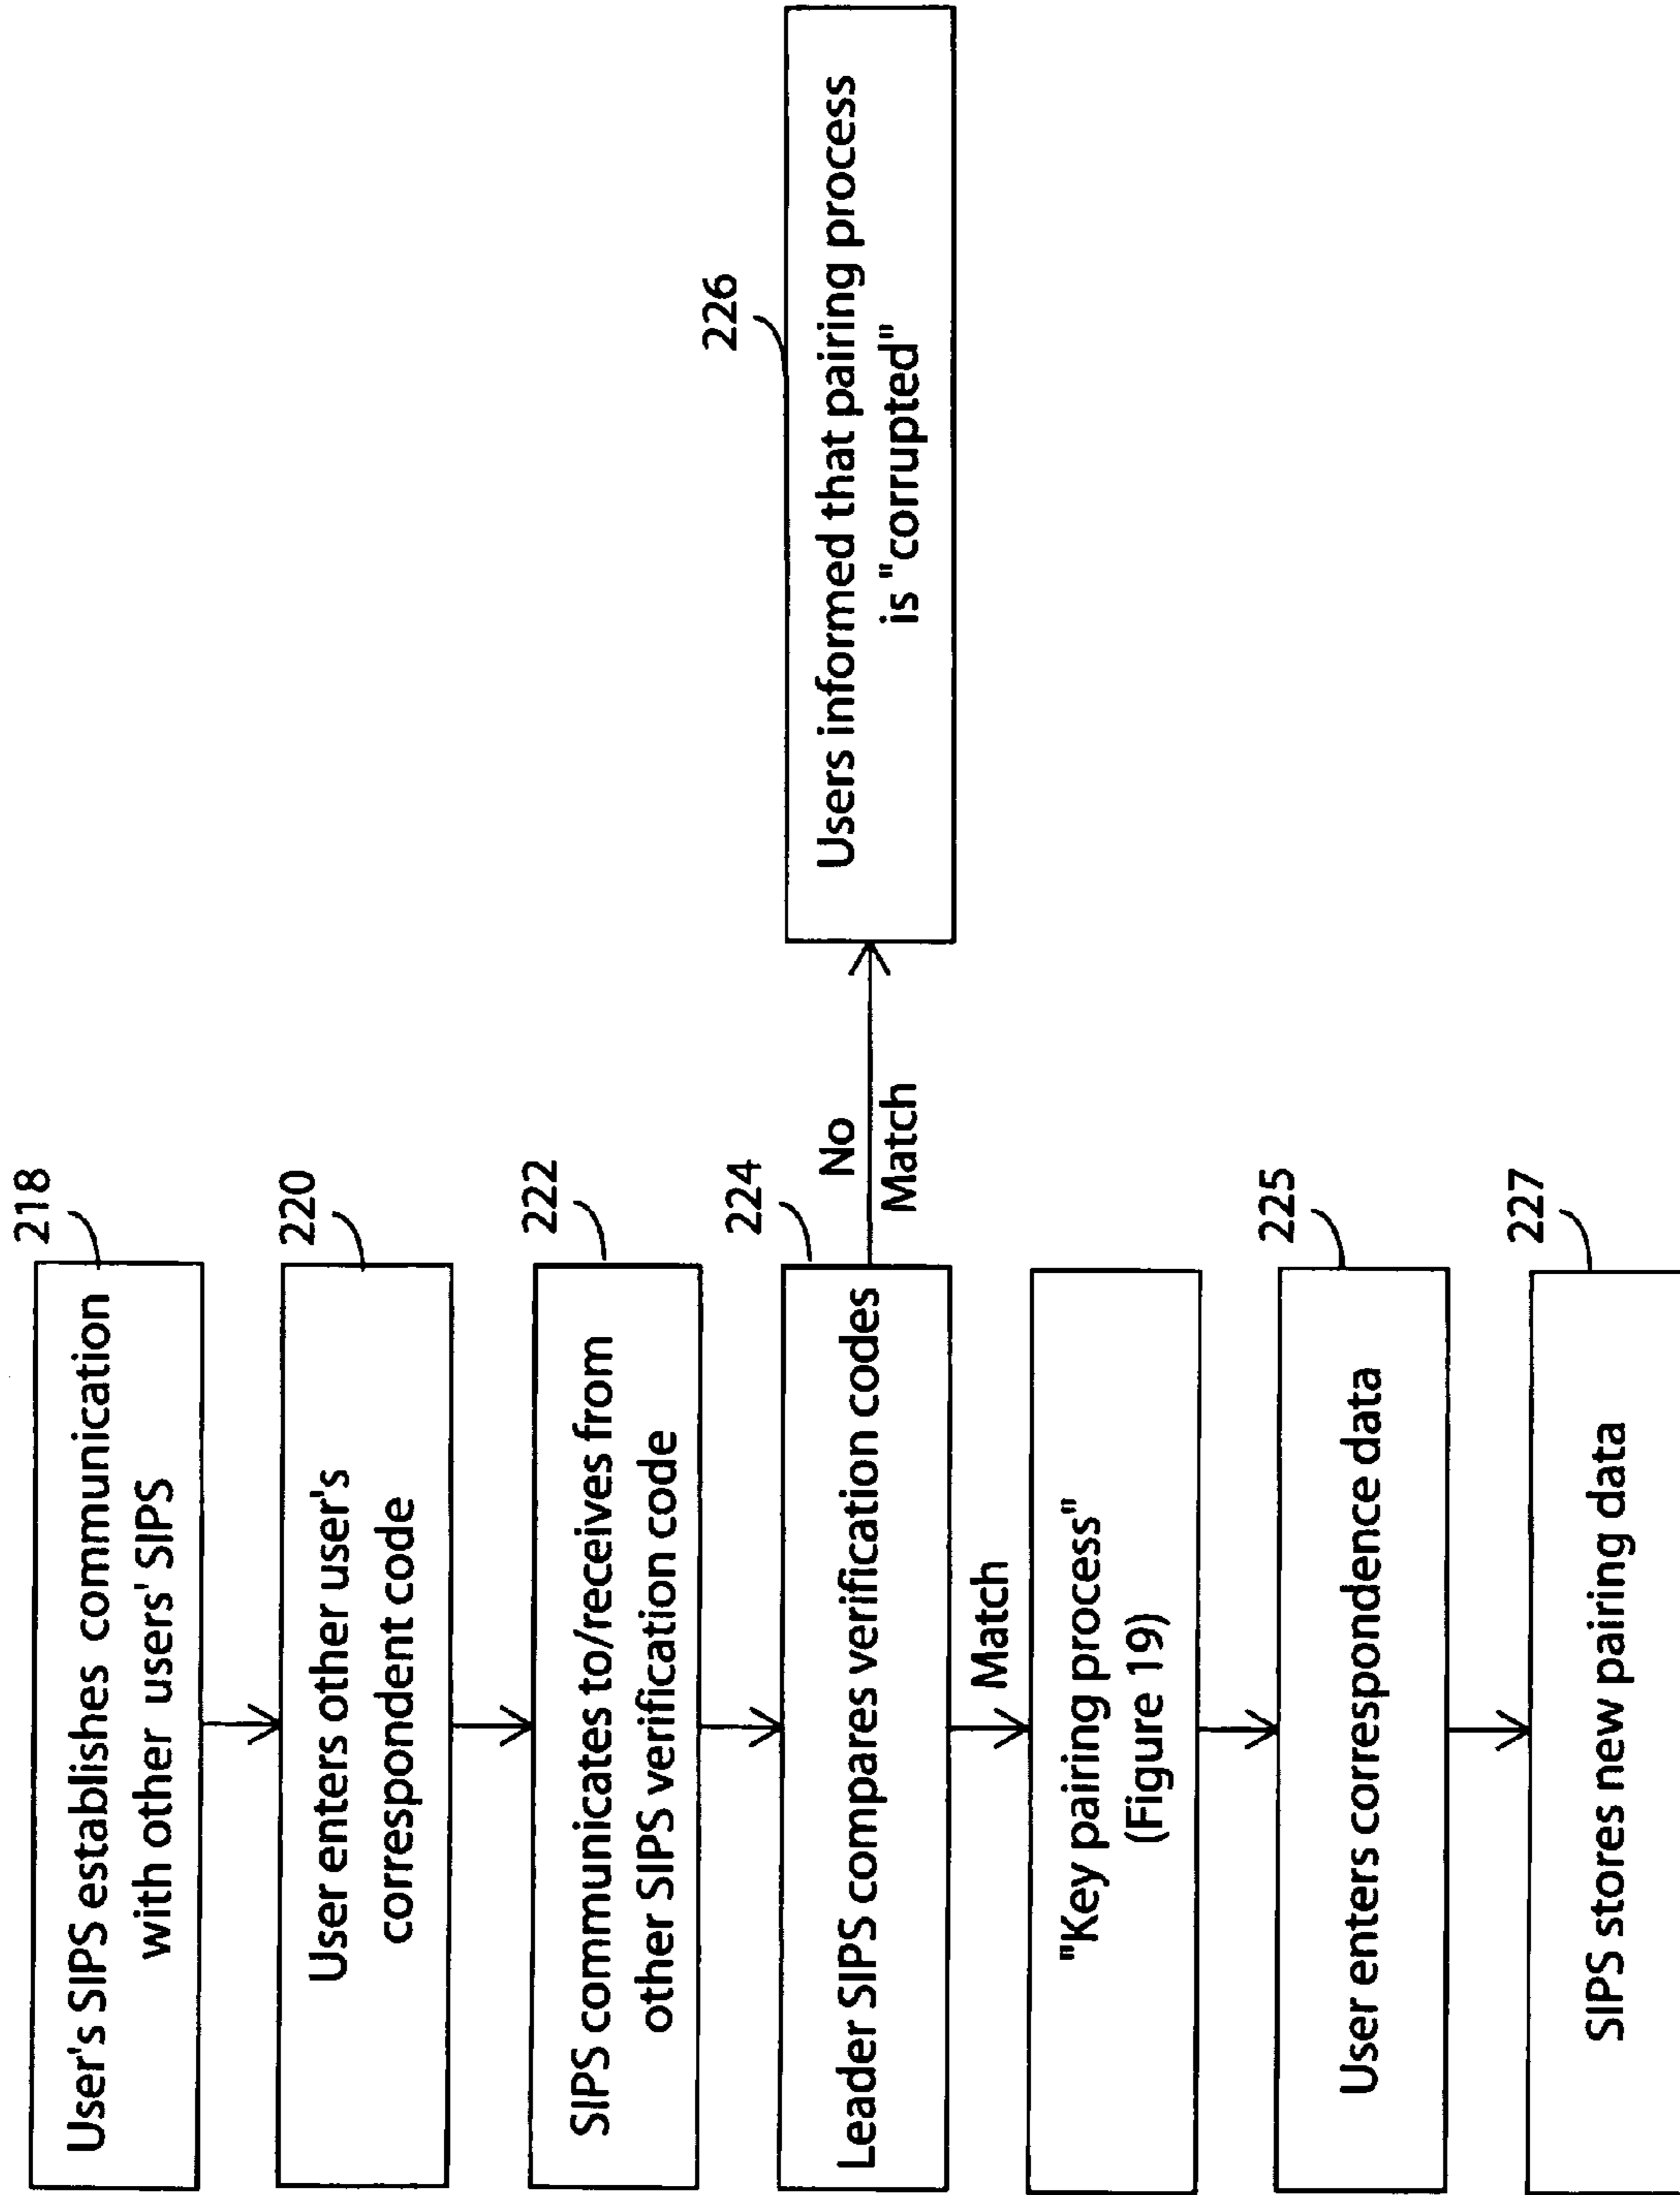 218
User's SIPS establishes communication
with other users' SIPS
220
User enters other user's
correspondent code
222
SIPS communicates to/receives from
other SIPS verification code
224
Leader SIPS compares verification codes
No
Match
226
Users informed that pairing process
is "corrupted"
Match
"Key pairing process"
(Figure 19)
225
User enters correspondence data
227
SIPS stores new pairing data